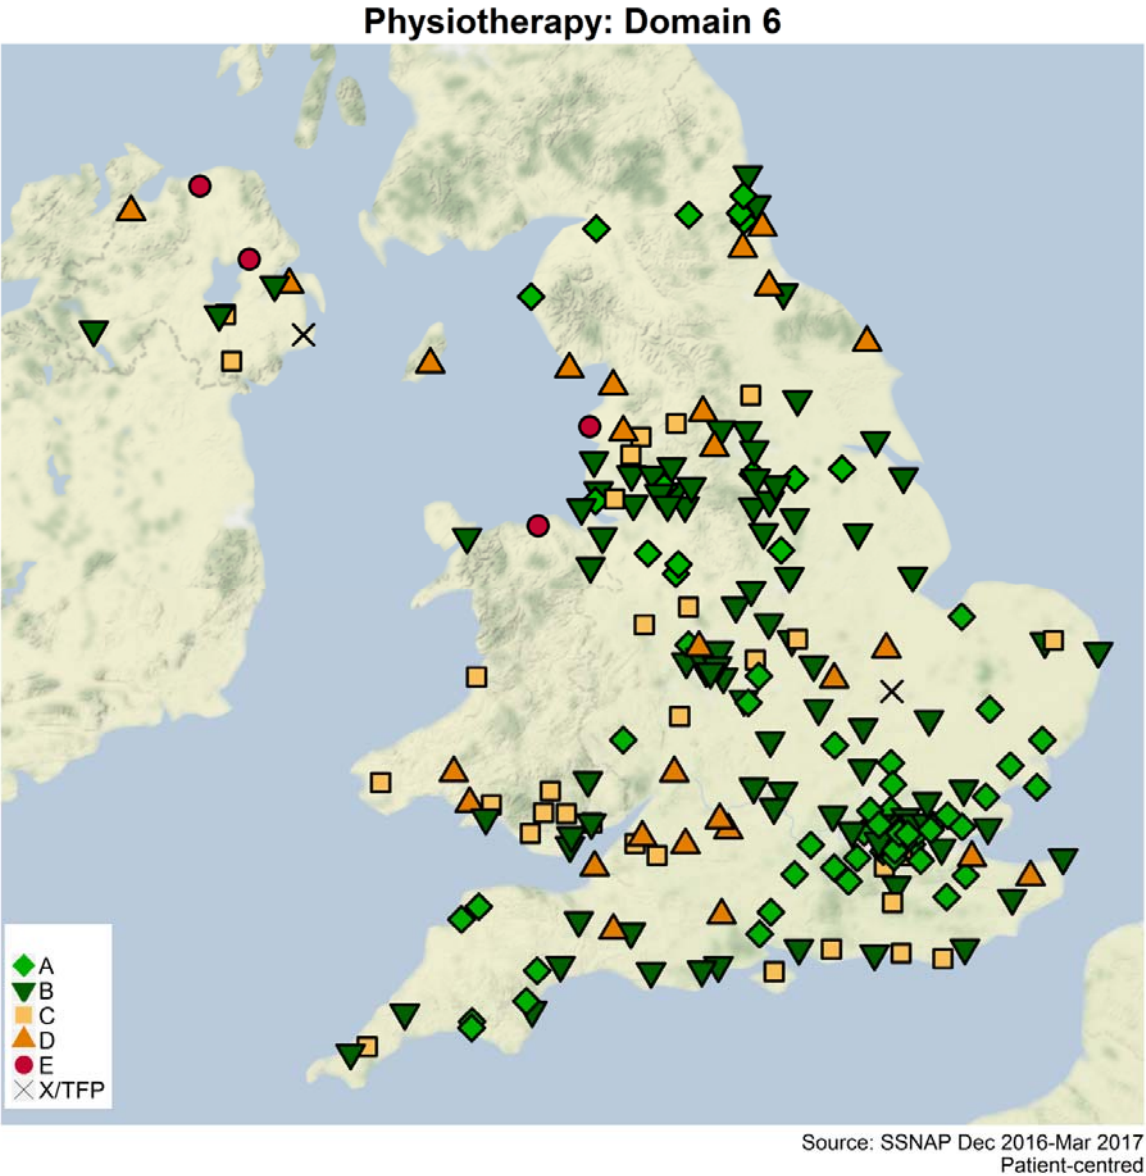 Physiotherapy: Domain 6
A
B
C
D
E
X/TFP
Source: SSNAP Dec 2016-Mar 2017
Patient-centred